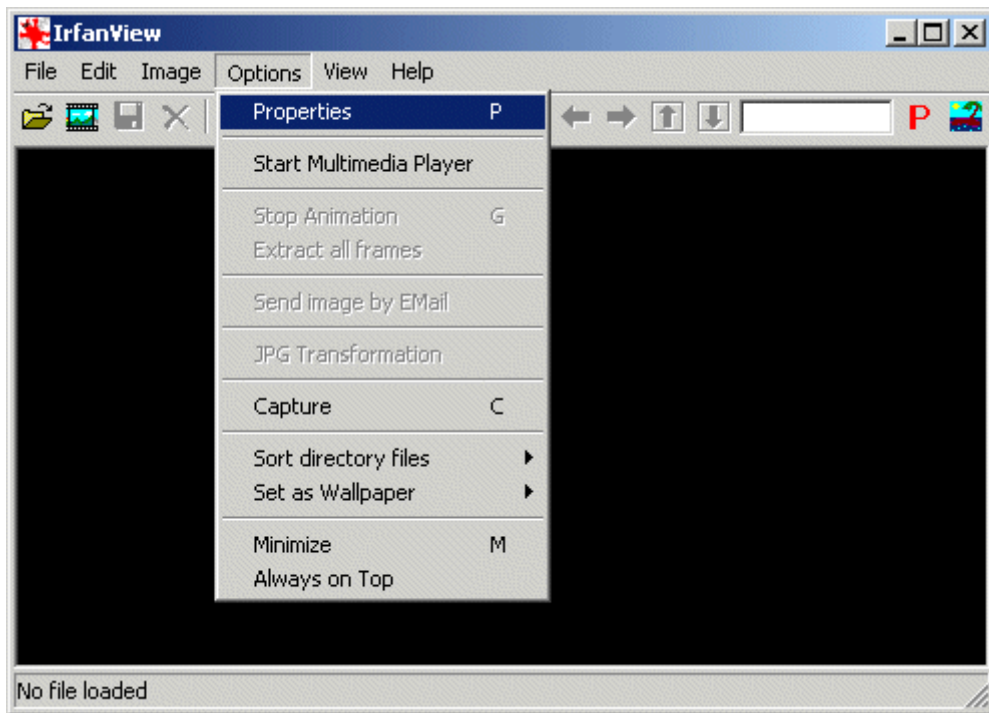 IrfanView
File Edit Image Options View Help
P
Properties P
Start Multimedia Player
Stop Animation G
Extract all frames
Send image by EMail
JPG Transformation
Capture C
Sort directory files
Set as Wallpaper
Minimize M
Always on Top
No file loaded